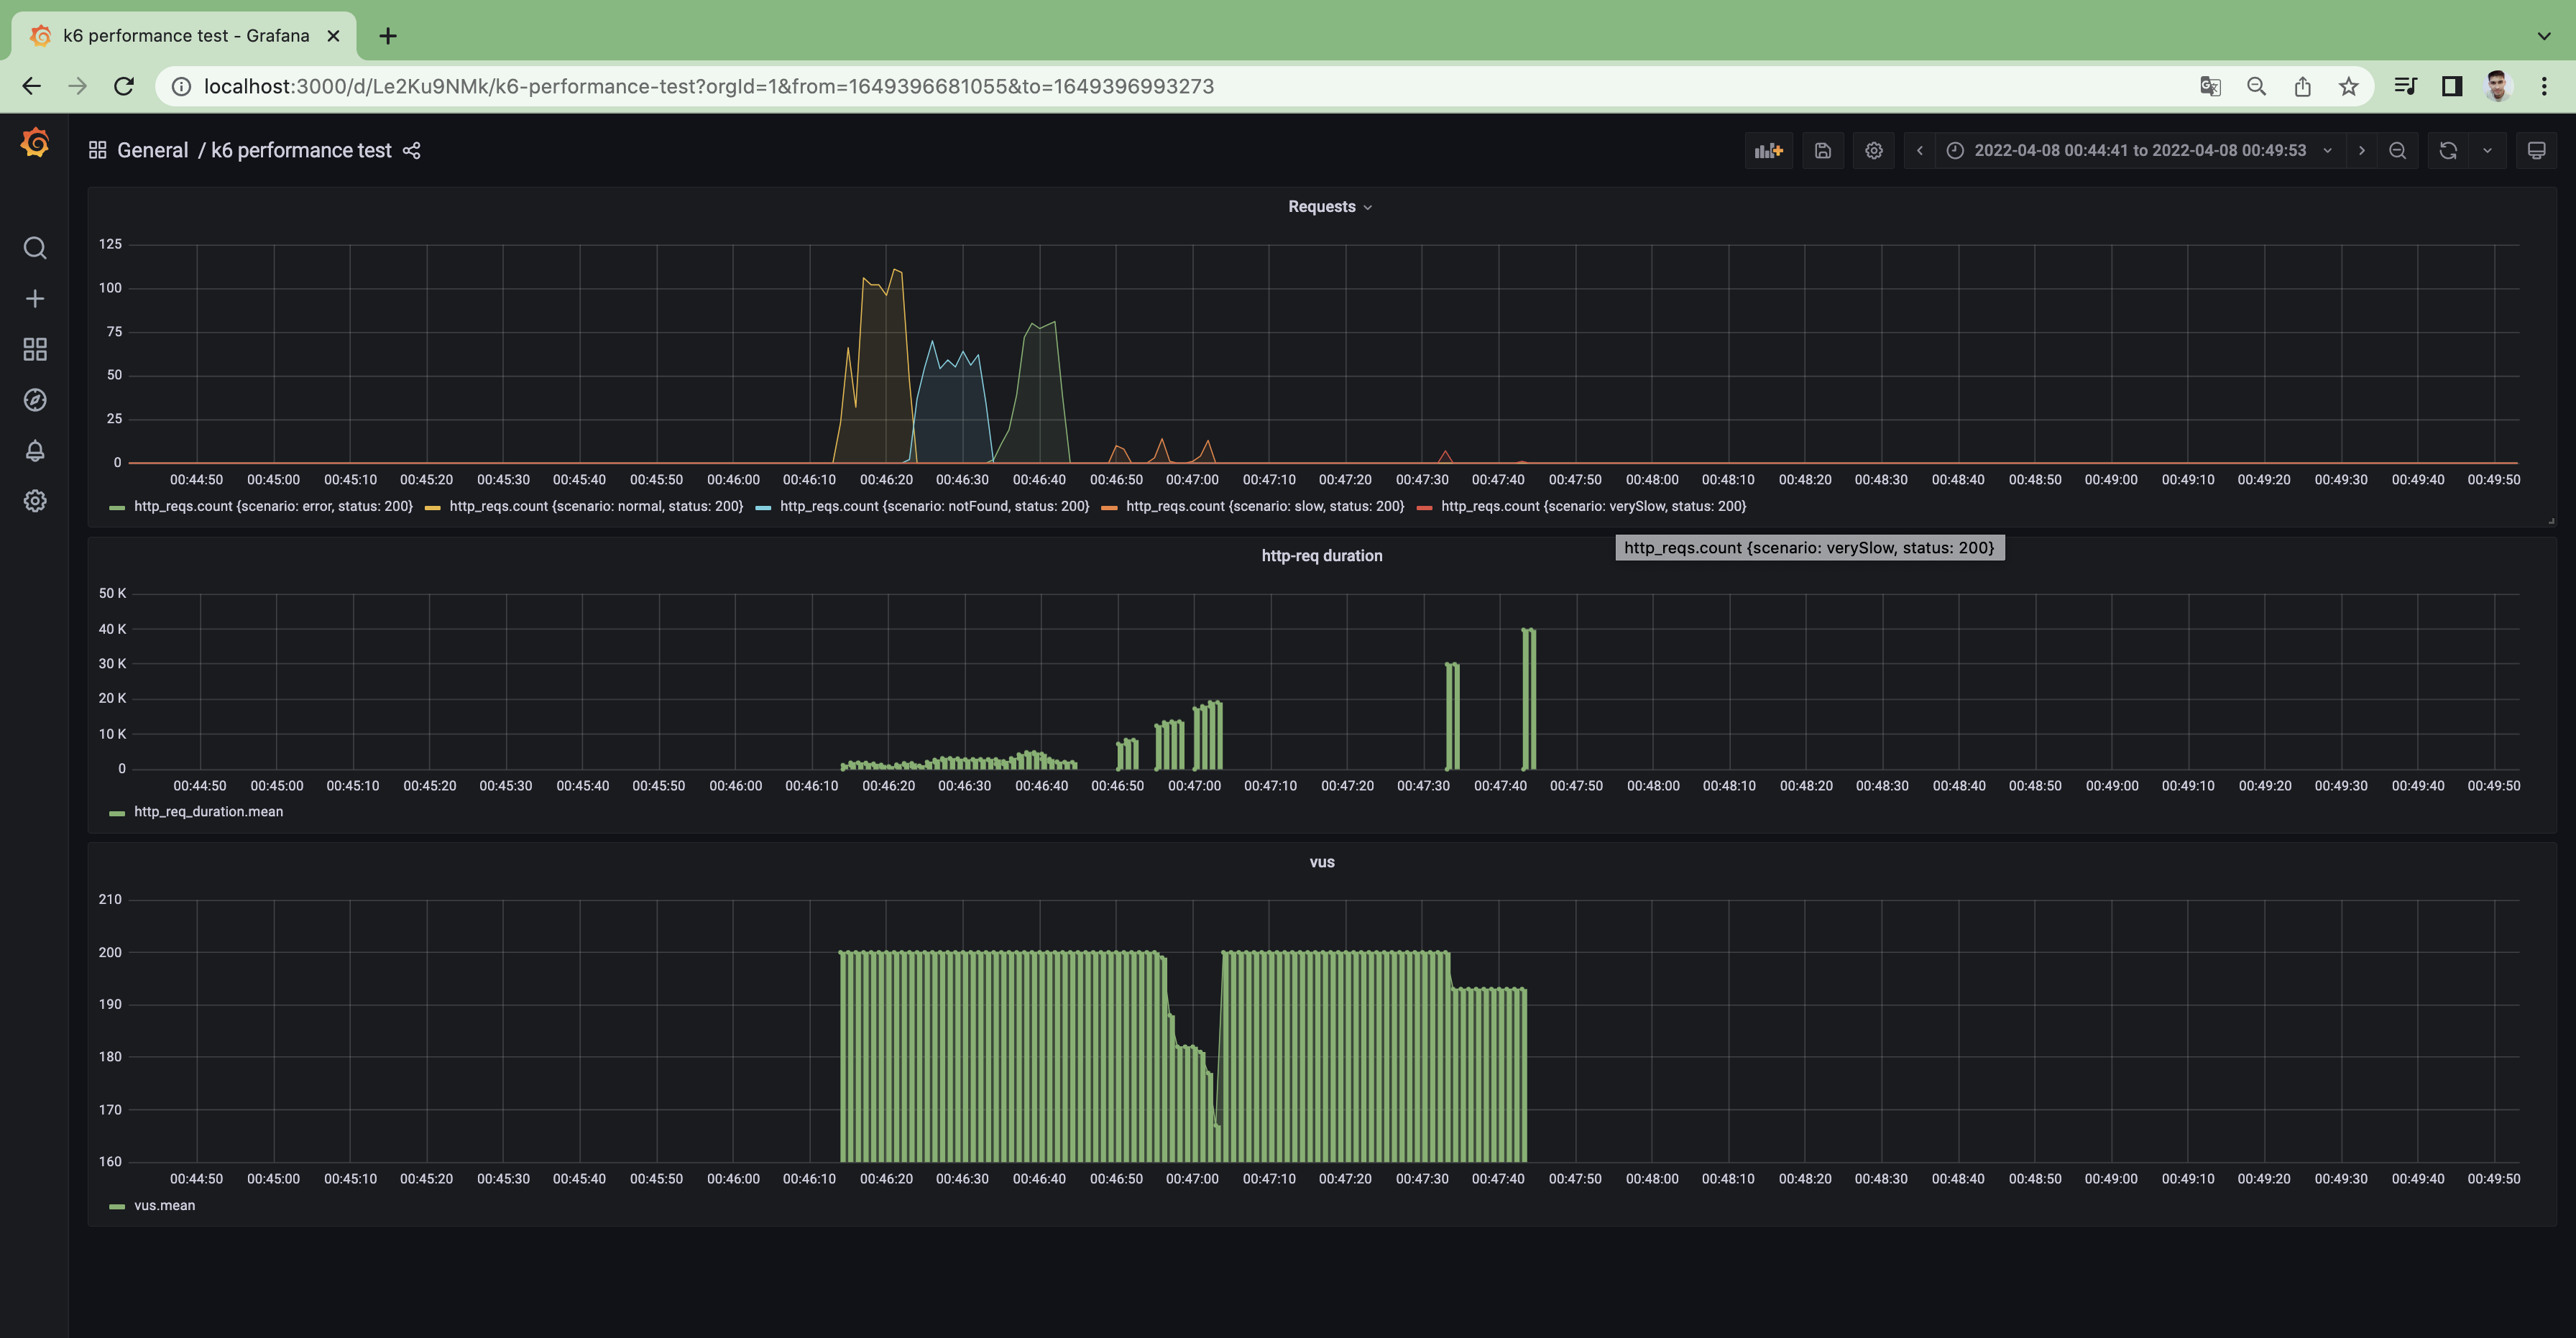 k6 performance test - Grafana
localhost:3000/d/Le2Ku9NMk/k6-performance-test?orgId=1&from=1649396681055&to=1649396993273
General / k6 performance test
2022-04-08 00:44:41 to 2022-04-08 00:49:53
Requests
125
100
75
50
25
0
00:44:50 00:45:00 00:45:10 00:45:20 00:45:30 00:45:40 00:45:50 00:46:00 00:46:10 00:46:20 00:46:30 00:46:40 00:46:50 00:47:00 00:47:10 00:47:20 00:47:30 00:47:40 00:47:50 00:48:00 00:48:10 00:48:20 00:48:30 00:48:40 00:48:50 00:49:00 00:49:10 00:49:20 00:49:30 00:49:40 00:49:50
http_reqs.count {scenario: error, status: 200} http_reqs.count {scenario: normal, status: 200} http_reqs.count {scenario: notFound, status: 200} http_reqs.count {scenario: slow, status: 200} http_reqs.count {scenario: verySlow, status: 200}
http_reqs.count {scenario: verySlow, status: 200}
http-req duration
50 K
40 K
30 K
20 K
10 K
0
00:44:50 00:45:00 00:45:10 00:45:20 00:45:30 00:45:40 00:45:50 00:46:00 00:46:10 00:46:20 00:46:30 00:46:40 00:46:50 00:47:00 00:47:10 00:47:20 00:47:30 00:47:40 00:47:50 00:48:00 00:48:10 00:48:20 00:48:30 00:48:40 00:48:50 00:49:00 00:49:10 00:49:20 00:49:30 00:49:40 00:49:50
http_req_duration.mean
vus
210
200
190
180
170
160
00:44:50 00:45:00 00:45:10 00:45:20 00:45:30 00:45:40 00:45:50 00:46:00 00:46:10 00:46:20 00:46:30 00:46:40 00:46:50 00:47:00 00:47:10 00:47:20 00:47:30 00:47:40 00:47:50 00:48:00 00:48:10 00:48:20 00:48:30 00:48:40 00:48:50 00:49:00 00:49:10 00:49:20 00:49:30 00:49:40 00:49:50
vus.mean